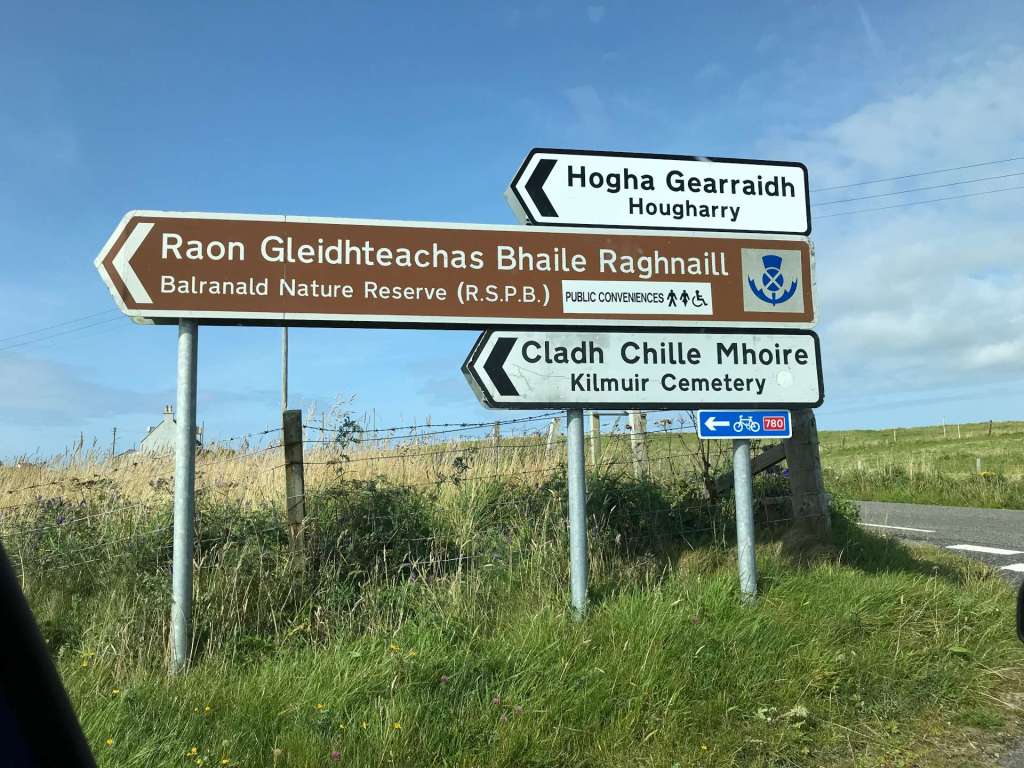 Hogha Gearraidh
Hougharry
Raon Gleidhteachas Bhaile Raghnaill
Balranald Nature Reserve (R.S.P.B.)
PUBLIC CONVENIENCES
Cladh Chille Mhoire
Kilmuir Cemetery
780